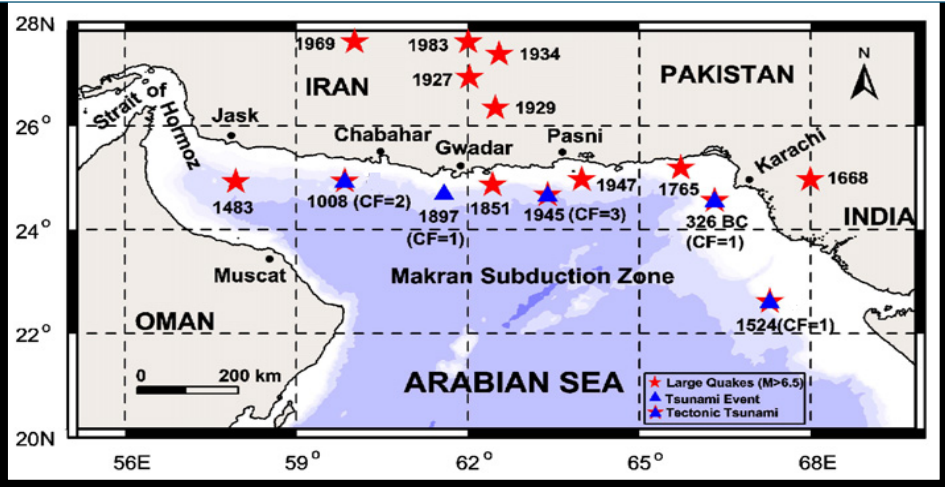 28N
1969
1983
1934
IRAN
1927
PAKISTAN
N
1929
Strait of
Hormoz
26°
Jask
Chabahar
Gwadar
Pasni
Karachi
1483
1008 (CF=2)
1897
(CF=1)
1851
1945 (CF=3)
1947
1765
326 BC
(CF=1)
1668
INDIA
24°
Muscat
Makran Subduction Zone
OMAN
1524(CF=1)
22°
0 200 km
ARABIAN SEA
Large Quakes (M>6.5)
Tsunami Event
Tectonic Tsunami
20N
56E 59° 62° 65° 68E